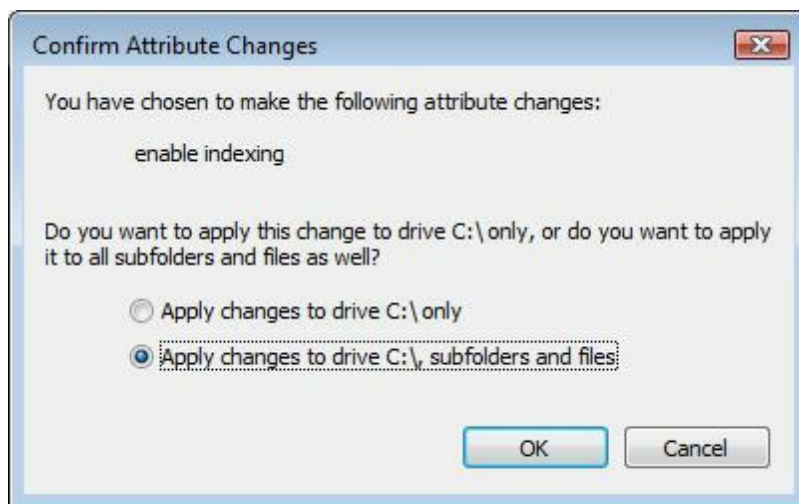 Confirm Attribute Changes
You have chosen to make the following attribute changes:
enable indexing
Do you want to apply this change to drive C:\ only, or do you want to apply
it to all subfolders and files as well?
Apply changes to drive C:\ only
Apply changes to drive C:\, subfolders and files
OK Cancel